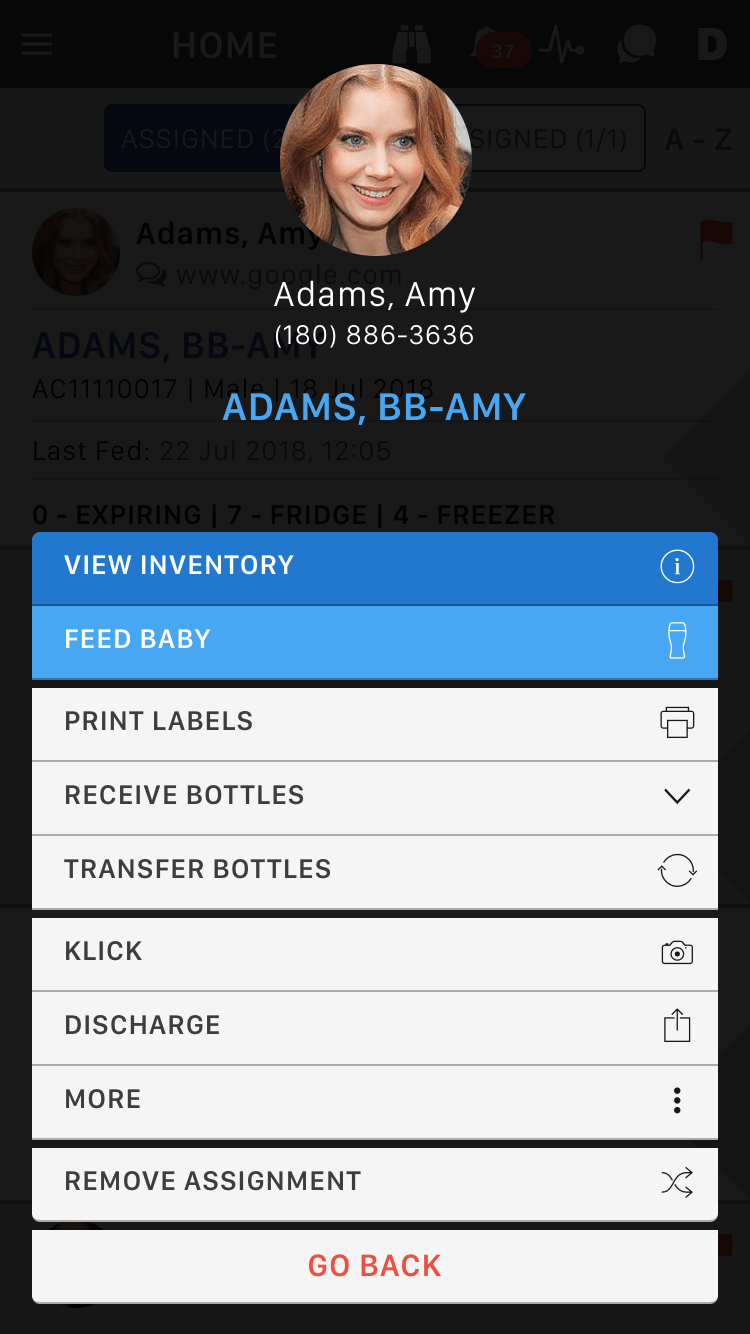 HOME
37
D
ASSIGNED (2
SIGNED (1/1)
A - Z
Adams, Amy
www.google.com
Adams, Amy
(180) 886-3636
ADAMS, BB-AMY
AC11110017 | Male | 18 Jul 2018
ADAMS, BB-AMY
Last Fed: 22 Jul 2018, 12:05
0 - EXPIRING | 7 - FRIDGE | 4 - FREEZER
VIEW INVENTORY
FEED BABY
PRINT LABELS
RECEIVE BOTTLES
TRANSFER BOTTLES
KLICK
DISCHARGE
MORE
REMOVE ASSIGNMENT
GO BACK